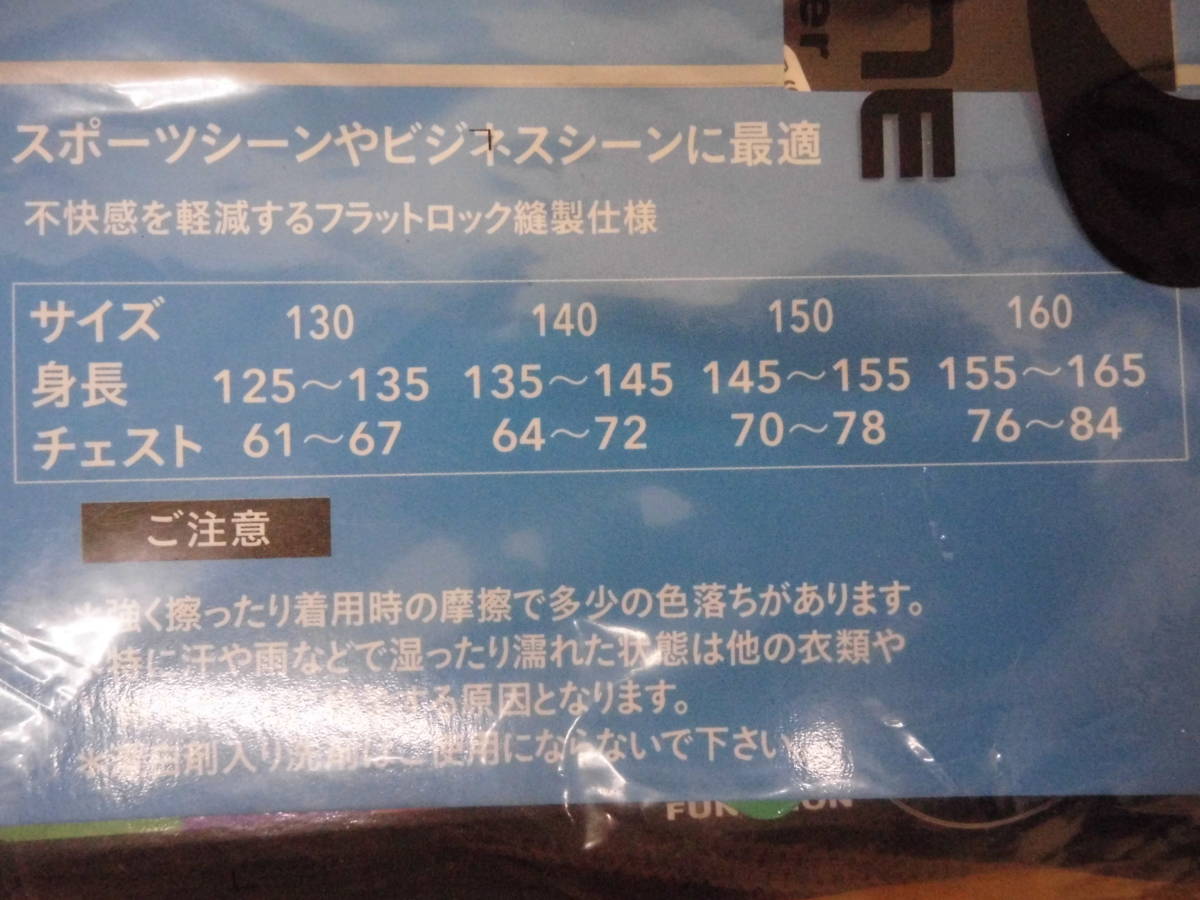 er
NE
スポーツシーンやビジネスシーンに最適
不快感を軽減するフラットロック縫製仕様
サイズ 130 140 150 160
身長 125～135 135～145 145～155 155～165
チェスト 61～67 64～72 70～78 76～84
ご注意
*強く擦ったり着用時の摩擦で多少の色落ちがあります。
特に汗や雨などで湿ったり濡れた状態は他の衣類や
する原因となります。
剤入り洗剤はご使用にならないで下さい